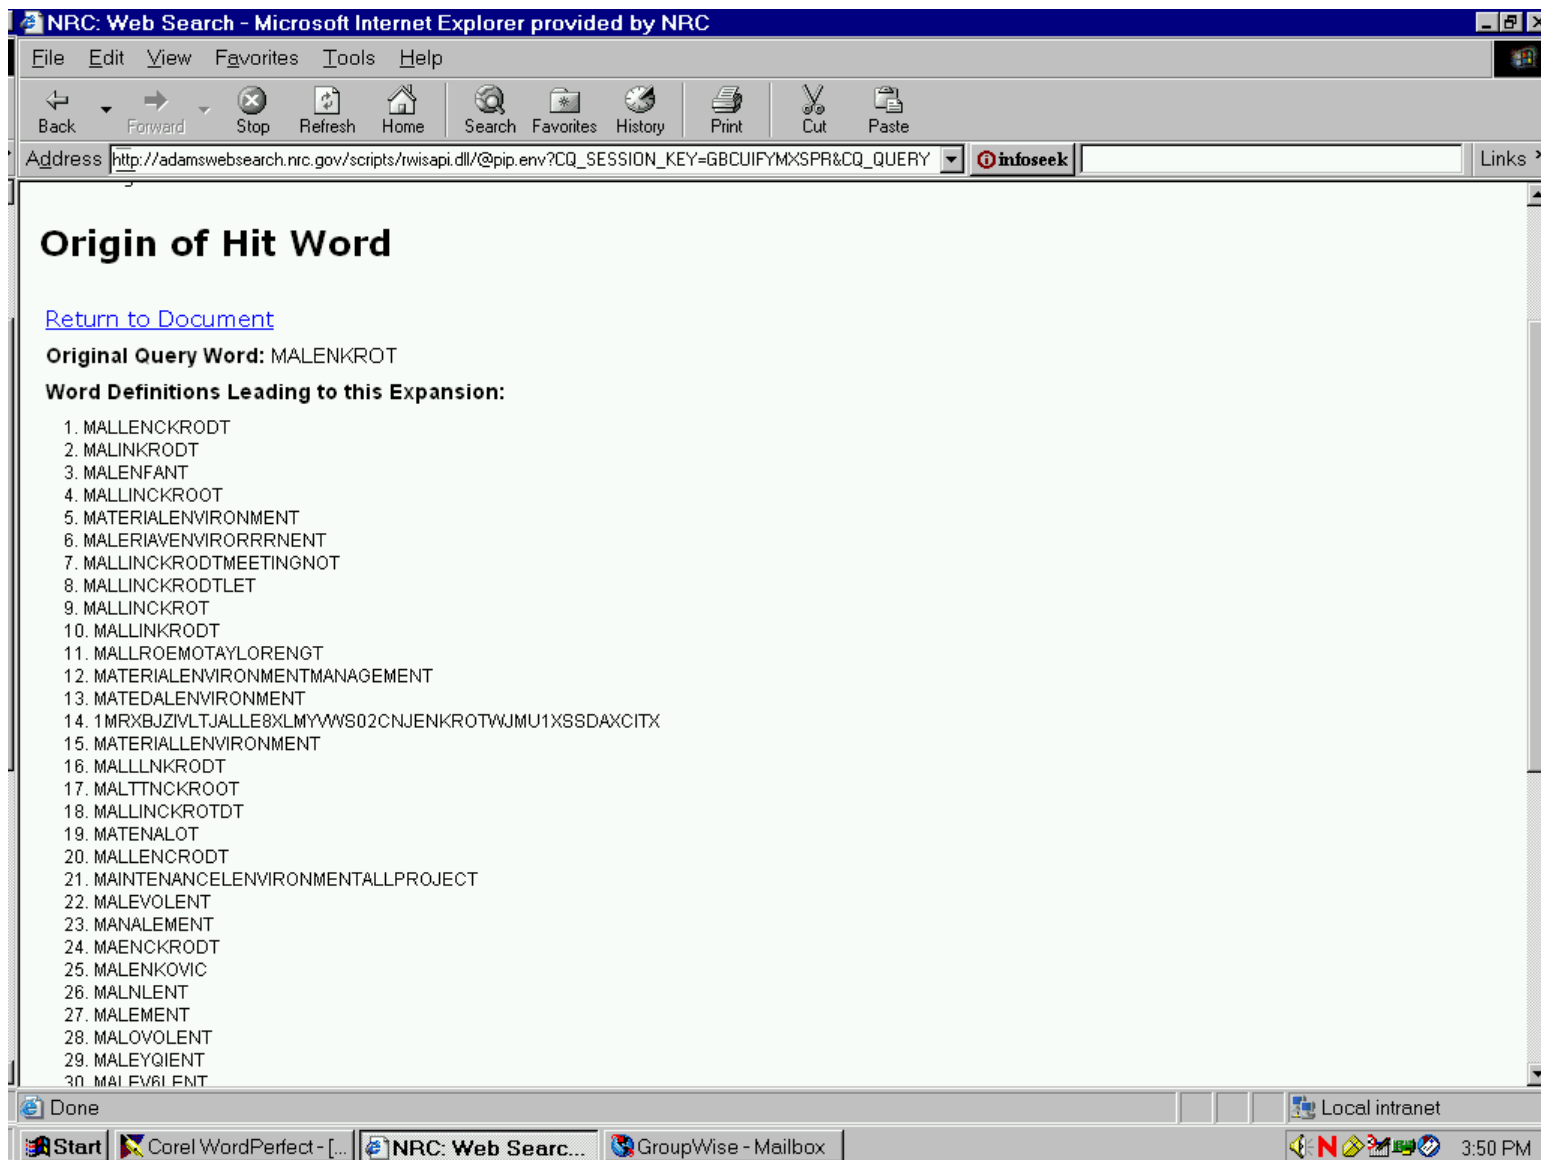 NRC: Web Search - Microsoft Internet Explorer provided by NRC
File Edit View Favorites Tools Help
Back Forward Stop Refresh Home Search Favorites History Print Cut Paste
Address http://adamswebsearch.nrc.gov/scripts/rwisapi.dll/@pip.env?CQ_SESSION_KEY=GBCUIFYMXSPR&CQ_QUERY infoseek Links
Origin of Hit Word
Return to Document
Original Query Word: MALENKROT
Word Definitions Leading to this Expansion:
1. MALLENCKRODT
2. MALINKRODT
3. MALENFANT
4. MALLINCKROOT
5. MATERIALENVIRONMENT
6. MALERIAVENVIRORRRNENT
7. MALLINCKRODTMEETINGNOT
8. MALLINCKRODTLET
9. MALLINCKROT
10. MALLINKRODT
11. MALLROEMOTAYLORENGT
12. MATERIALENVIRONMENTMANAGEMENT
13. MATEDALENVIRONMENT
14. 1MRXBJZIVLTJALLE8XLMYVWS02CNJENKROTWJMU1XSSDAXCITX
15. MATERIALLENVIRONMENT
16. MALLLNKRODT
17. MALTTNCKROOT
18. MALLINCKROTDT
19. MATENALOT
20. MALLENCRODT
21. MAINTENANCELENVIRONMENTALLPROJECT
22. MALEVOLENT
23. MANALEMENT
24. MAENCKRODT
25. MALENKOVIC
26. MALNLENT
27. MALEMENT
28. MALOVOLENT
29. MALEYQIENT
30. MALEV6LENT
Done Local intranet
Start Corel WordPerfect - [... NRC: Web Searc... GroupWise - Mailbox N 3:50 PM